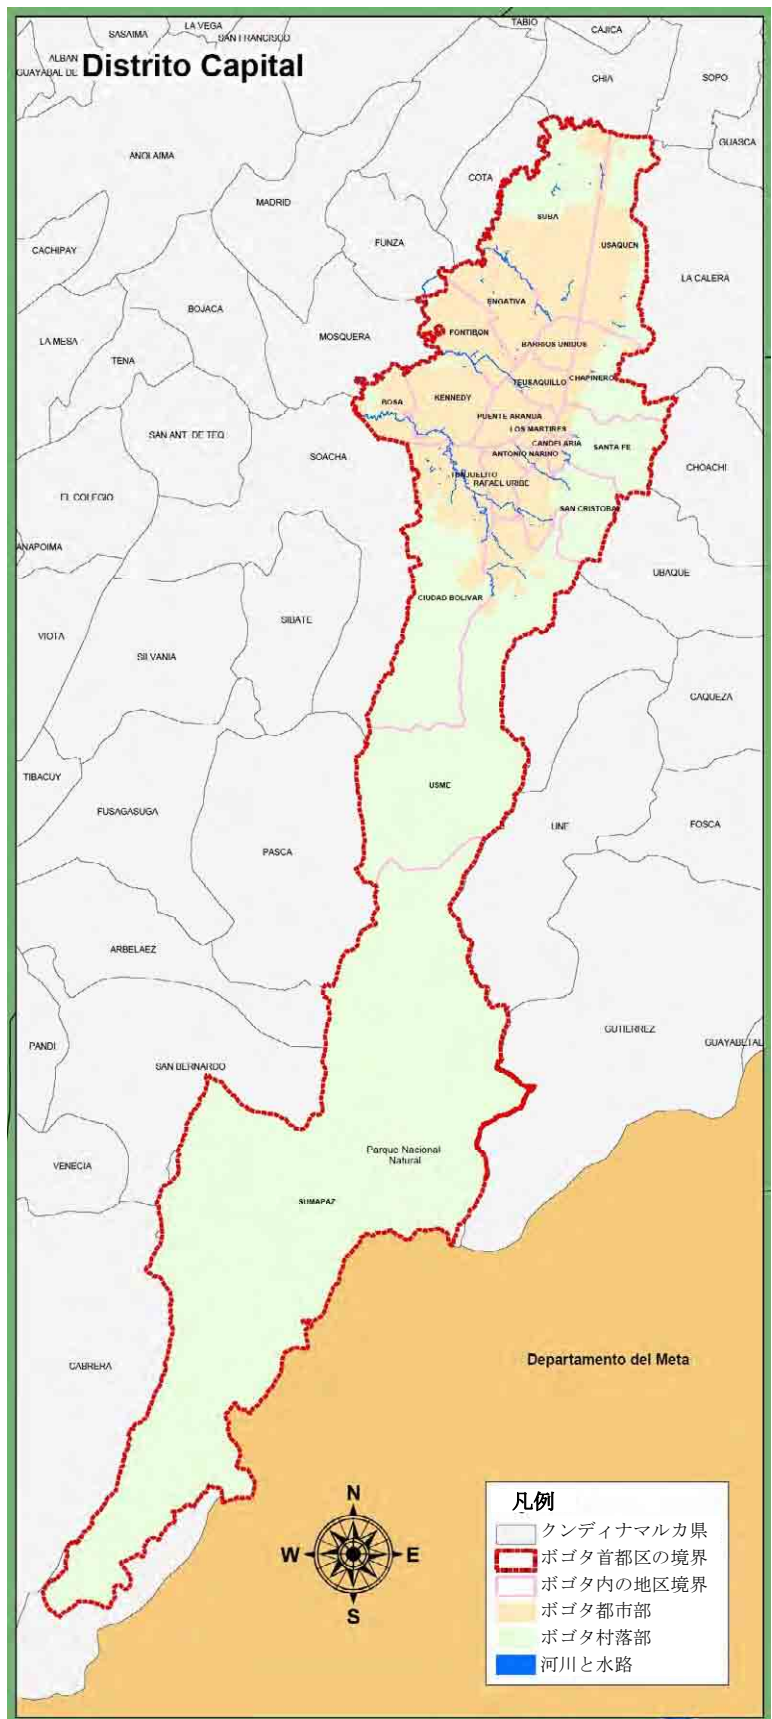 TABIO
LA VEGA
SASAIMA
SAN FRANCISCO
CAJICA
ALBAN
GUAYABAL DE
Distrito Capital
CHIA
SOPO
GUASCA
ANOLAIMA
COTA
MADRID
SUBA
FUNZA
USAQUEN
CACHIPAY
LA CALERA
ENGATIVA
BOJACA
FONTIBON
MOSQUERA
LA MESA
BARRIOS UNIDOS
TENA
CHAPINERO
TEUSAQUILLO
KENNEDY
BOSA
PUENTE ARANDA
LOS MARTIRES
SAN ANT. DE TEQ
CANDELARIA
SANTA FE
ANTONIO NARINO
SOACHA
CHOACHI
TUNJUELITO
RAFAEL URIBE
EL COLEGIO
SAN CRISTOBAL
ANAPOIMA
UBAQUE
CIUDAD BOLIVAR
SIBATE
VIOTA
SILVANIA
CAQUEZA
TIBACUY
USME
FUSAGASUGA
UNE
FOSCA
PASCA
ARBELAEZ
GUTIERREZ
PANDI
GUAYABETAL
SAN BERNARDO
Parque Nacional
Natural
VENECIA
SUMAPAZ
CABRERA
Departamento del Meta
N
W
E
S
凡例
クンディナマルカ県
ボゴタ首都区の境界
ボゴタ内の地区境界
ボゴタ都市部
ボゴタ村落部
河川と水路